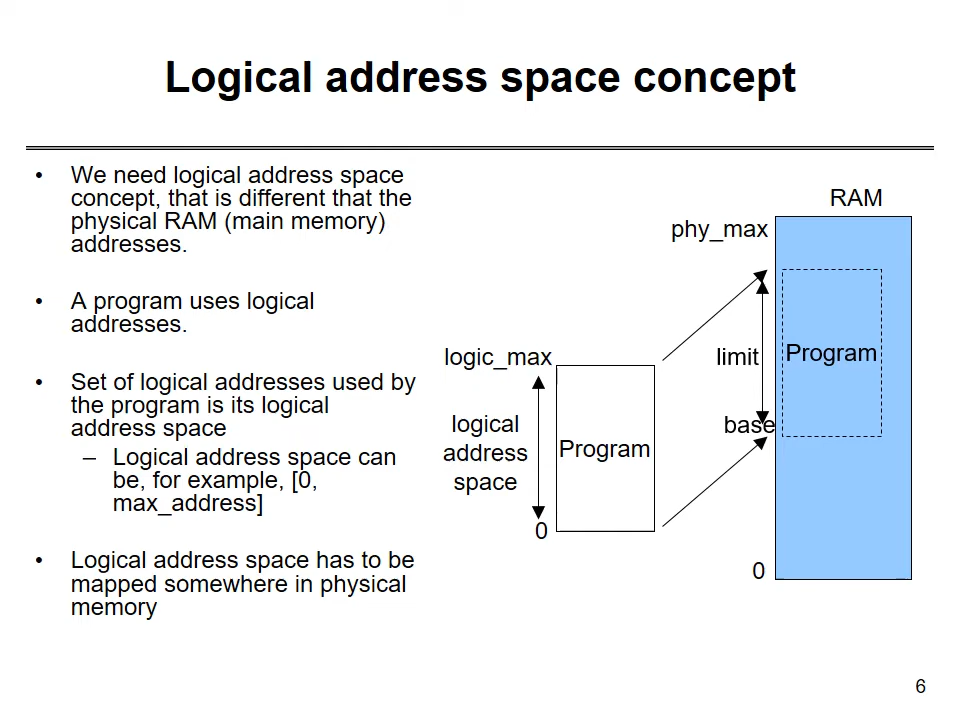 Logical address space concept
• We need logical address space
concept, that is different that the
physical RAM (main memory)
addresses.
• A program uses logical
addresses.
• Set of logical addresses used by
the program is its logical
address space
– Logical address space can
be, for example, [0,
max_address]
• Logical address space has to be
mapped somewhere in physical
memory
RAM
phy_max
logic_max
limit
Program
logical
address
space
base
Program
0
0
6